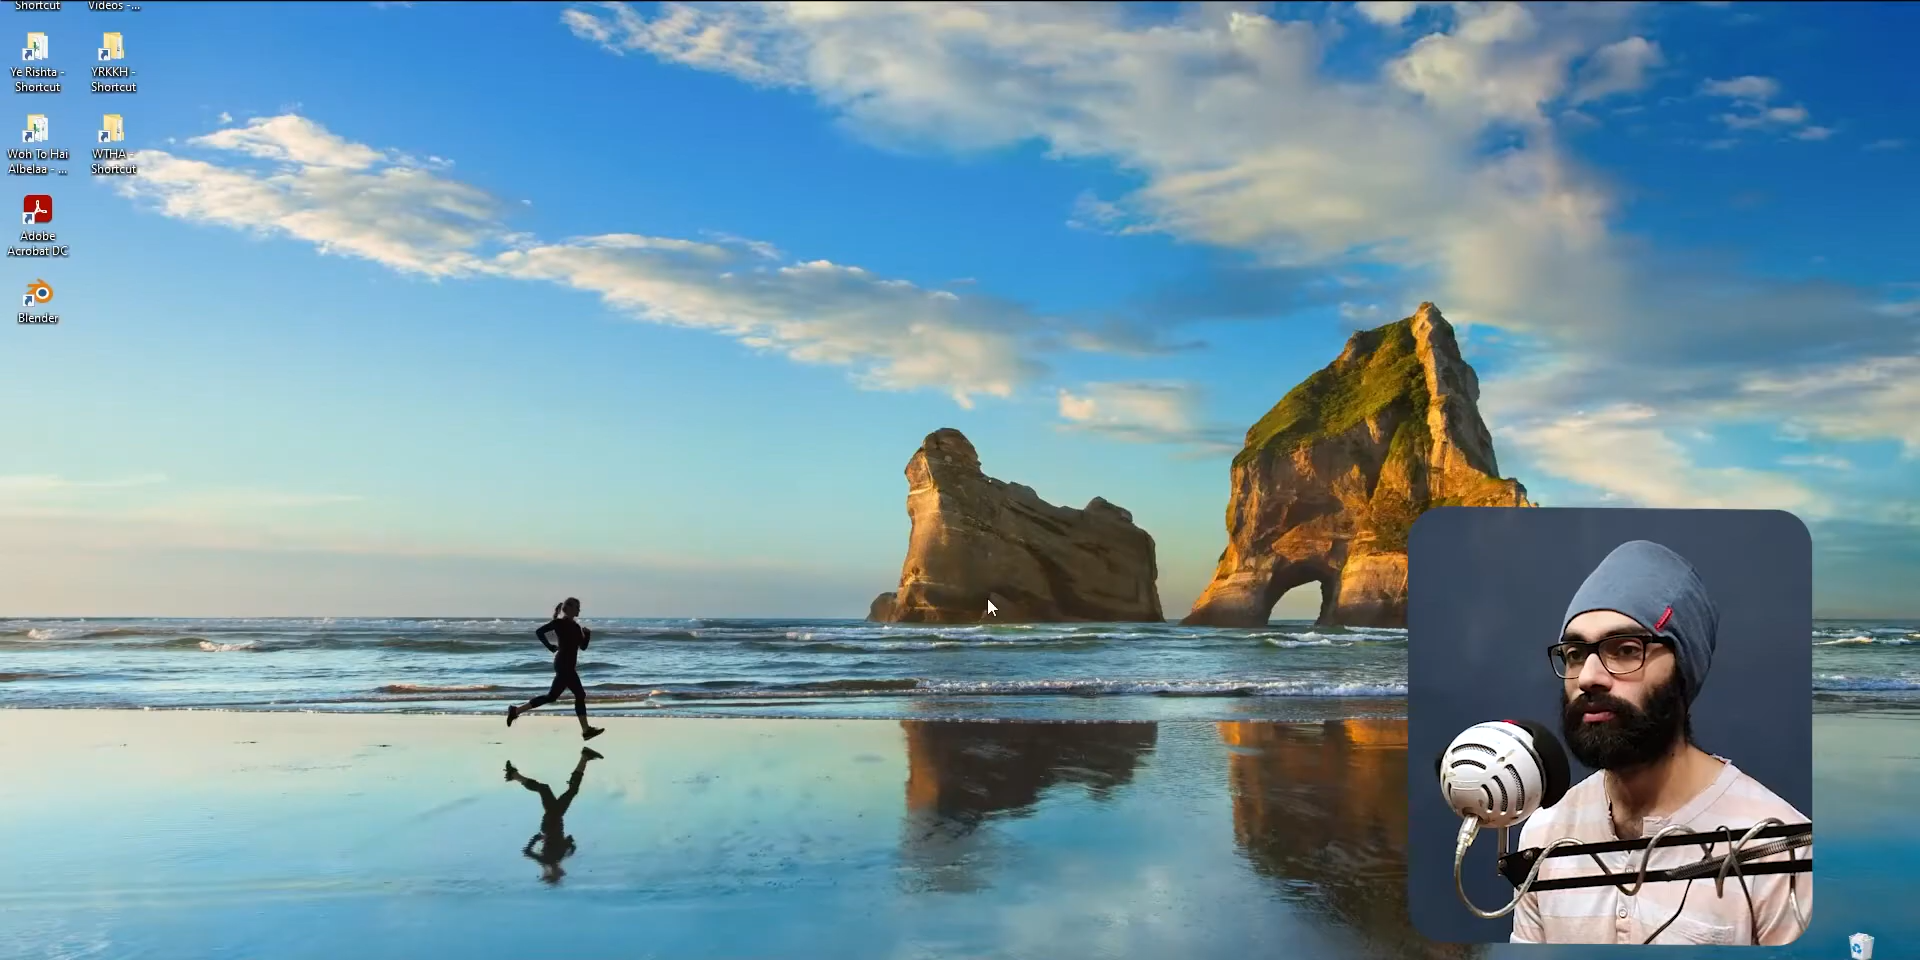 Shortcut
Videos -...
Ye Rishta -
Shortcut
YRKKH -
Shortcut
Woh To Hai
Albelaa - ...
WTHA -
Shortcut
Adobe
Acrobat DC
Blender